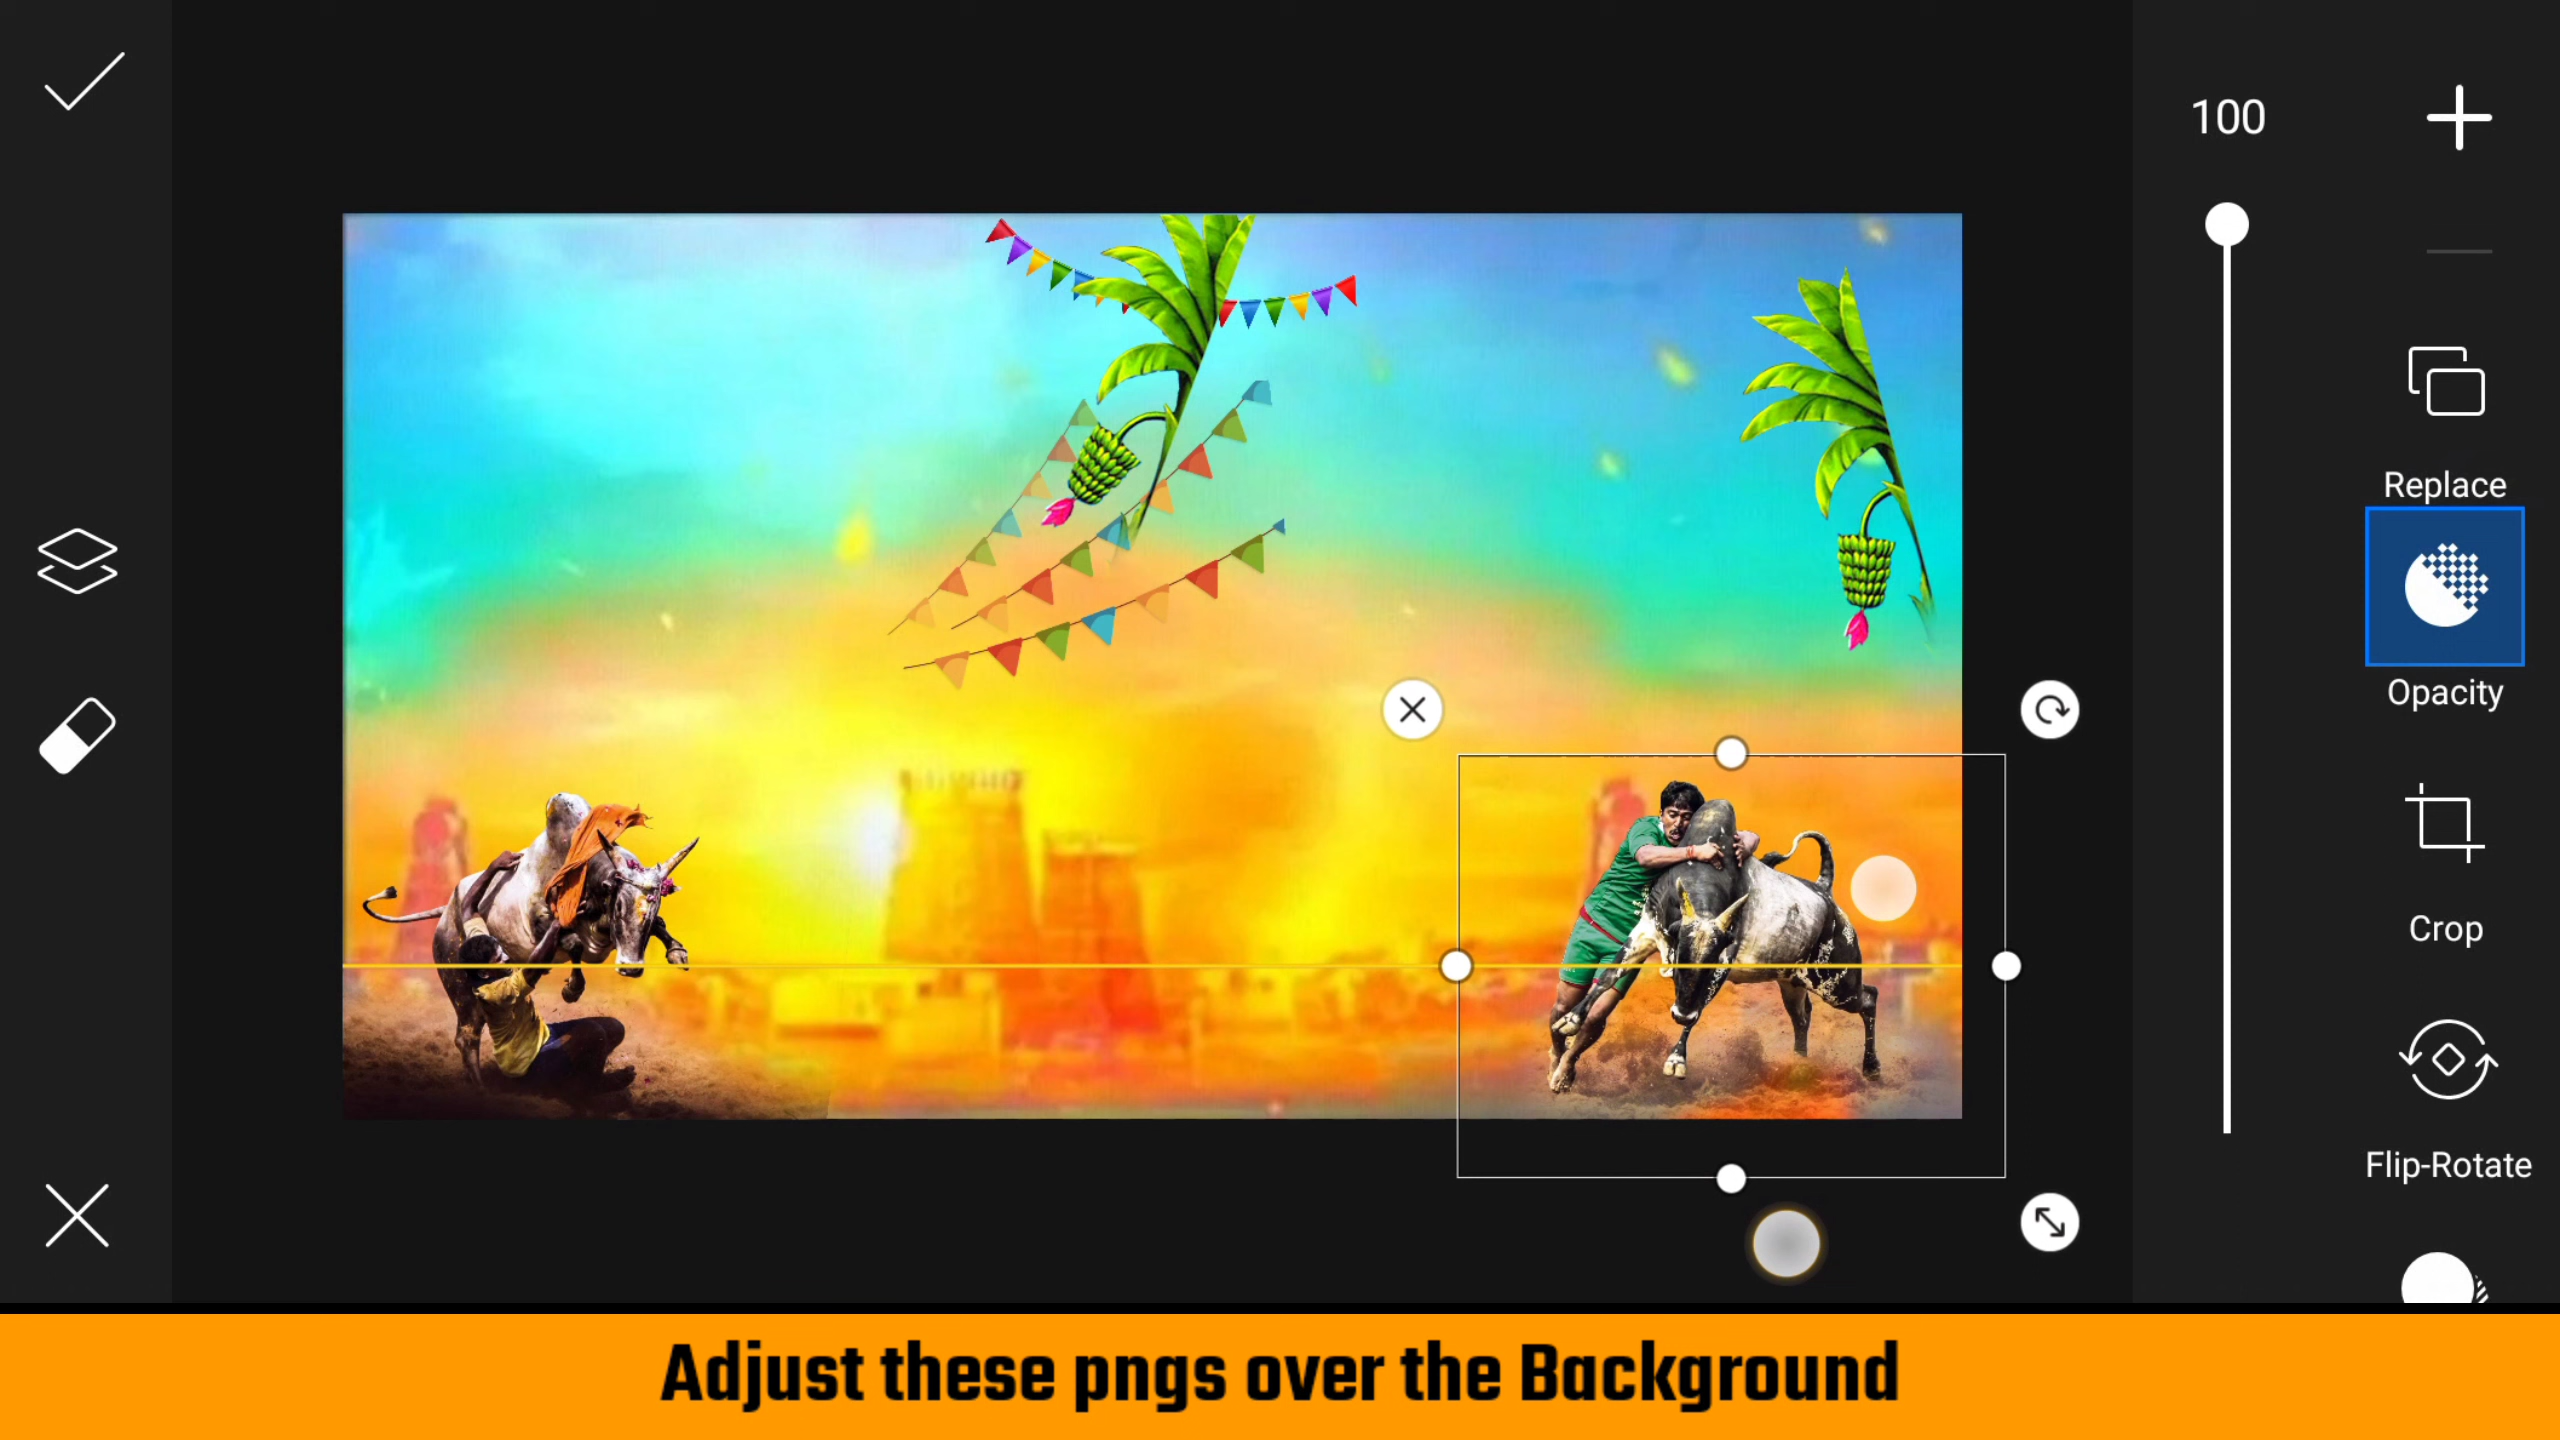 100
Replace
Opacity
Crop
Flip-Rotate
Adjust these pngs over the Background